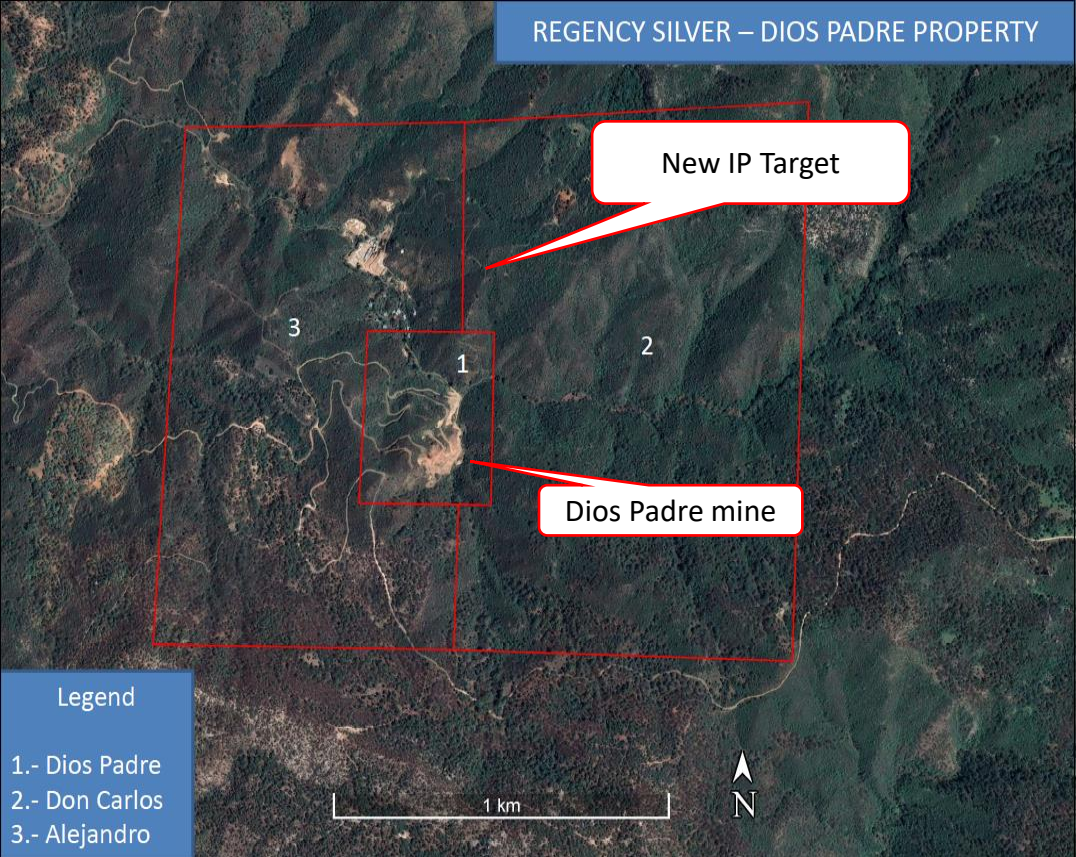 REGENCY SILVER – DIOS PADRE PROPERTY
New IP Target
3
1
2
Dios Padre mine
Legend
1.- Dios Padre
2.- Don Carlos
3.- Alejandro
1 km
N